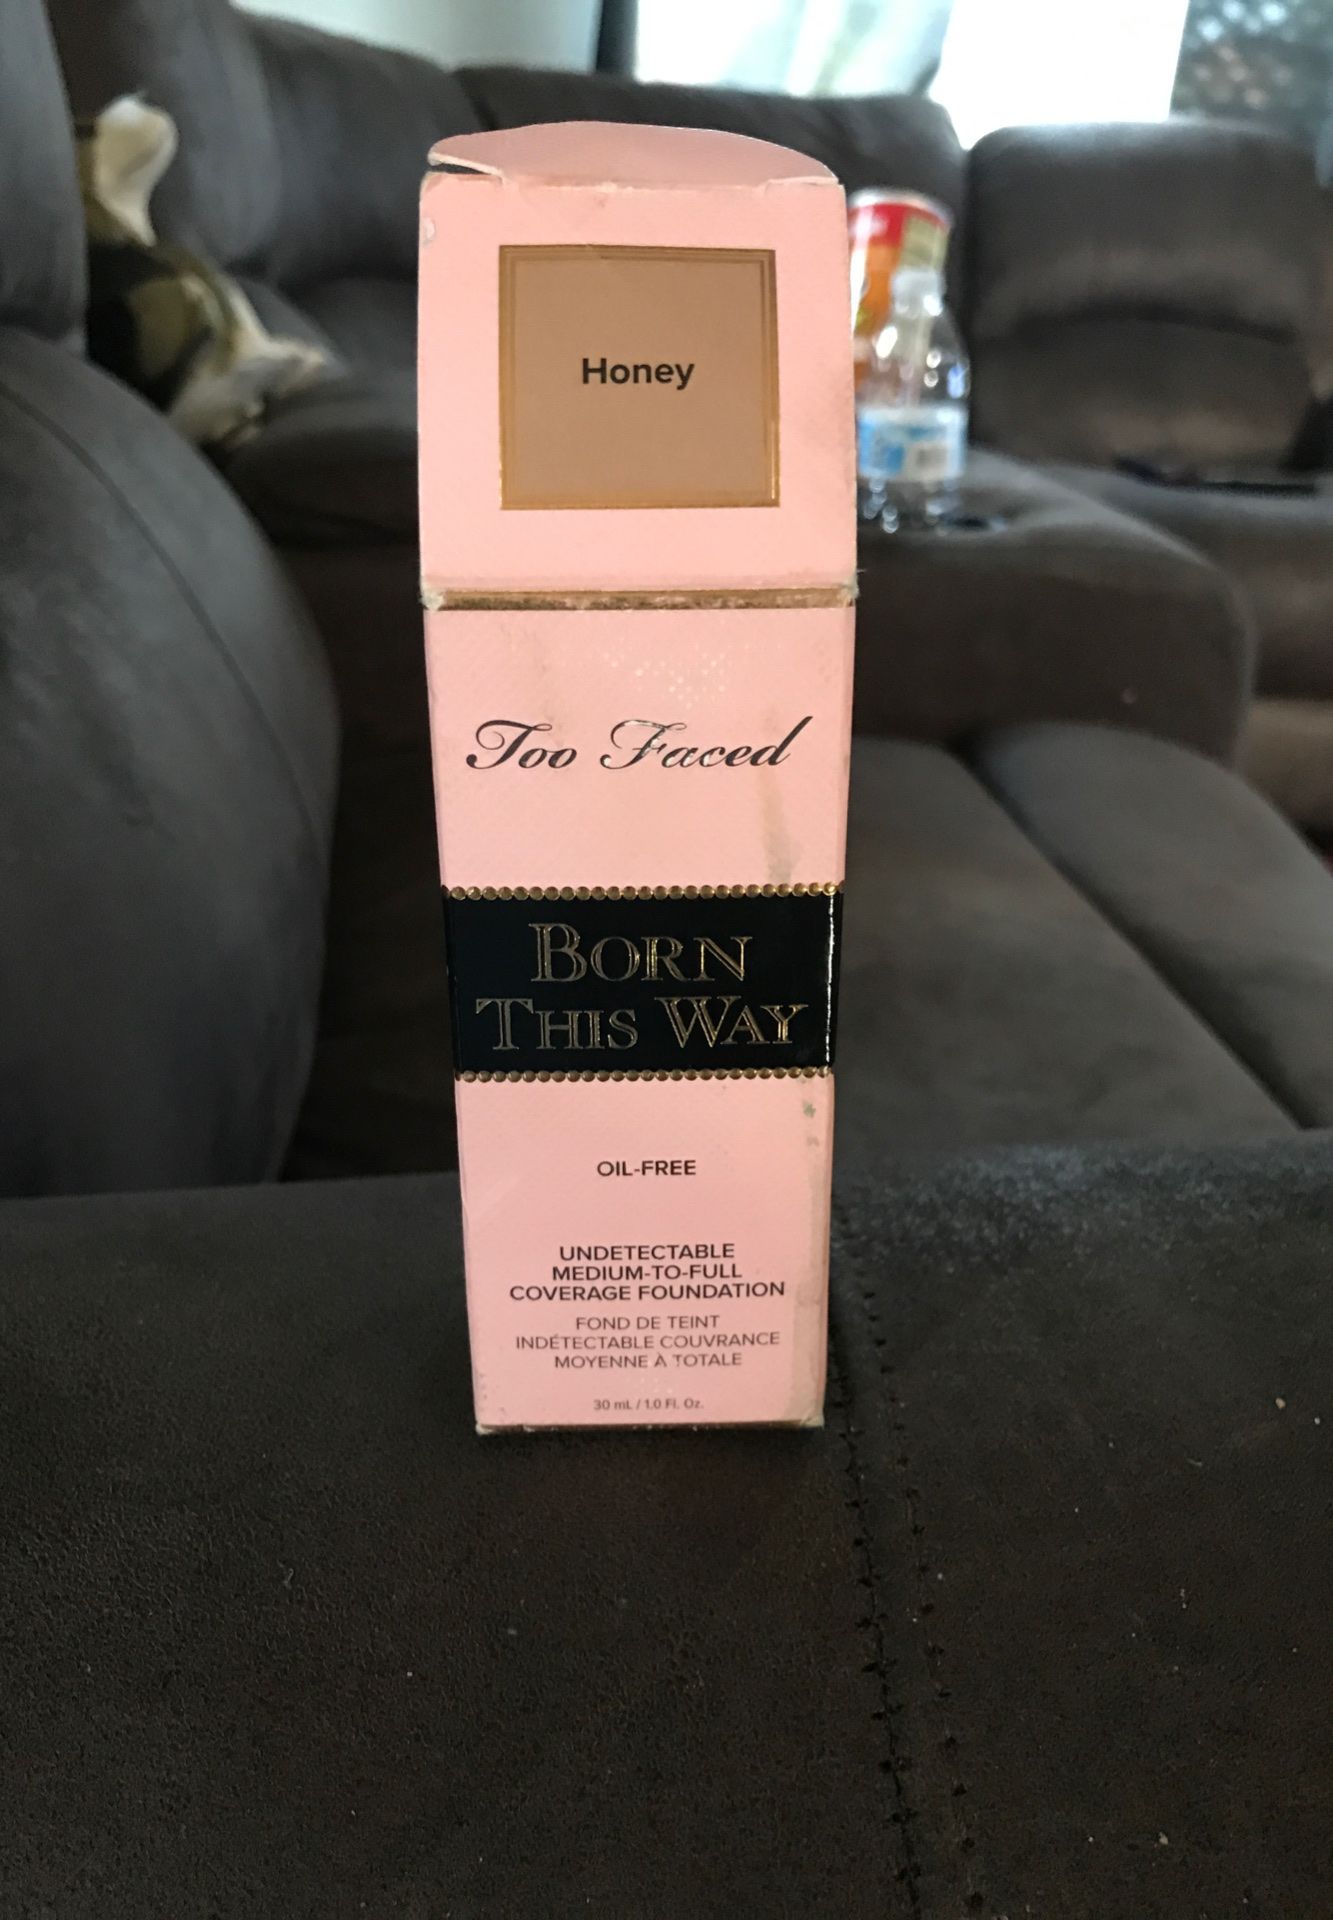 Honey
Too Faced
BORN
THIS WAY
OIL-FREE
UNDETECTABLE
MEDIUM-TO-FULL
COVERAGE FOUNDATION
FOND DE TEINT
INDÉTECTABLE COUVRANCE
MOYENNE À TOTALE
30 mL / 1.0 Fl. Oz.